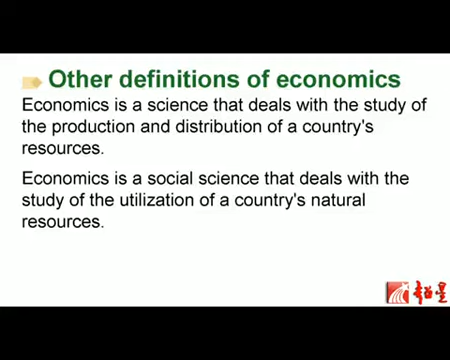 Other definitions of economics
Economics is a science that deals with the study of
the production and distribution of a country's
resources.
Economics is a social science that deals with the
study of the utilization of a country's natural
resources.